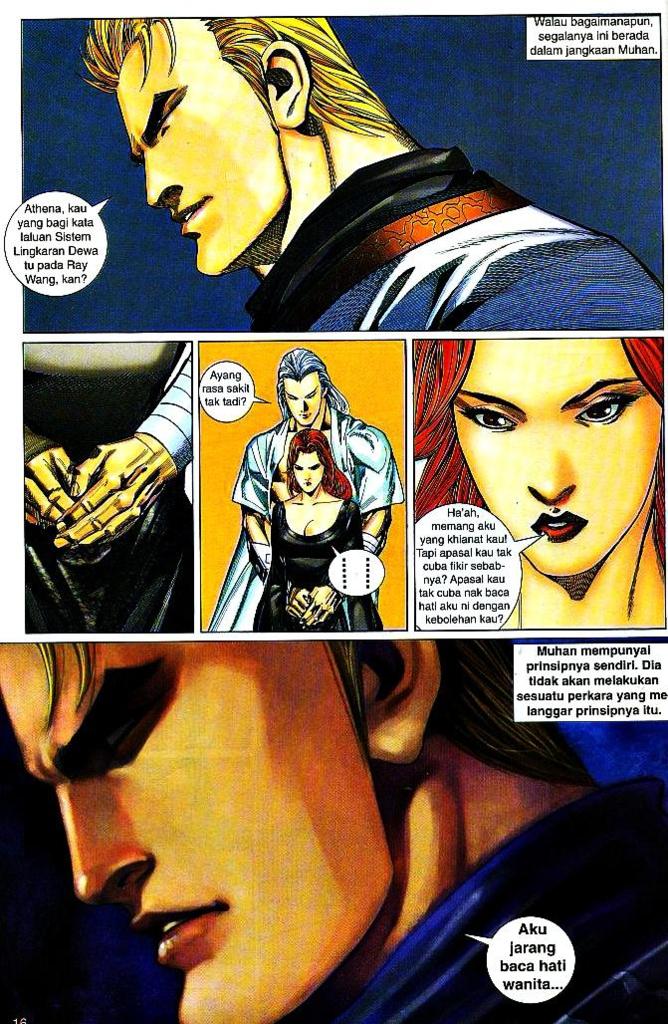 Walau bagaimanapun,
segalanya ini berada
dalam jangkaan Muhan.
Athena, kau
yang bagi kata
laluan Sistem
Lingkaran Dewa
tu pada Ray
Wang, kan?
Ayang
rasa sakit
tak tadi?
Ha'ah,
memang aku
yang khianat kau!
Tapi apasal kau tak
cuba fikir sebab-
nya? Apasal kau
tak cuba nak baca
hati aku ni dengan
kebolehan kau?
Muhan mempunyai
prinsipnya sendiri. Dia
tidak akan melakukan
sesuatu perkara yang me
langgar prinsipnya itu.
Aku
jarang
baca hati
wanita...
16